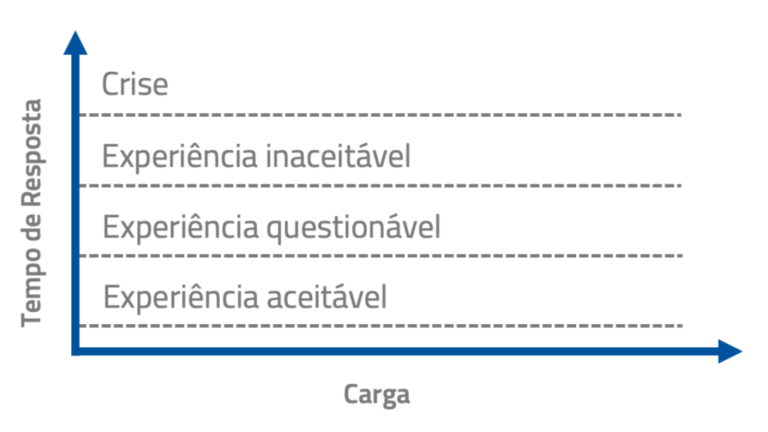 Tempo de Resposta
Crise
Experiência inaceitável
Experiência questionável
Experiência aceitável
Carga